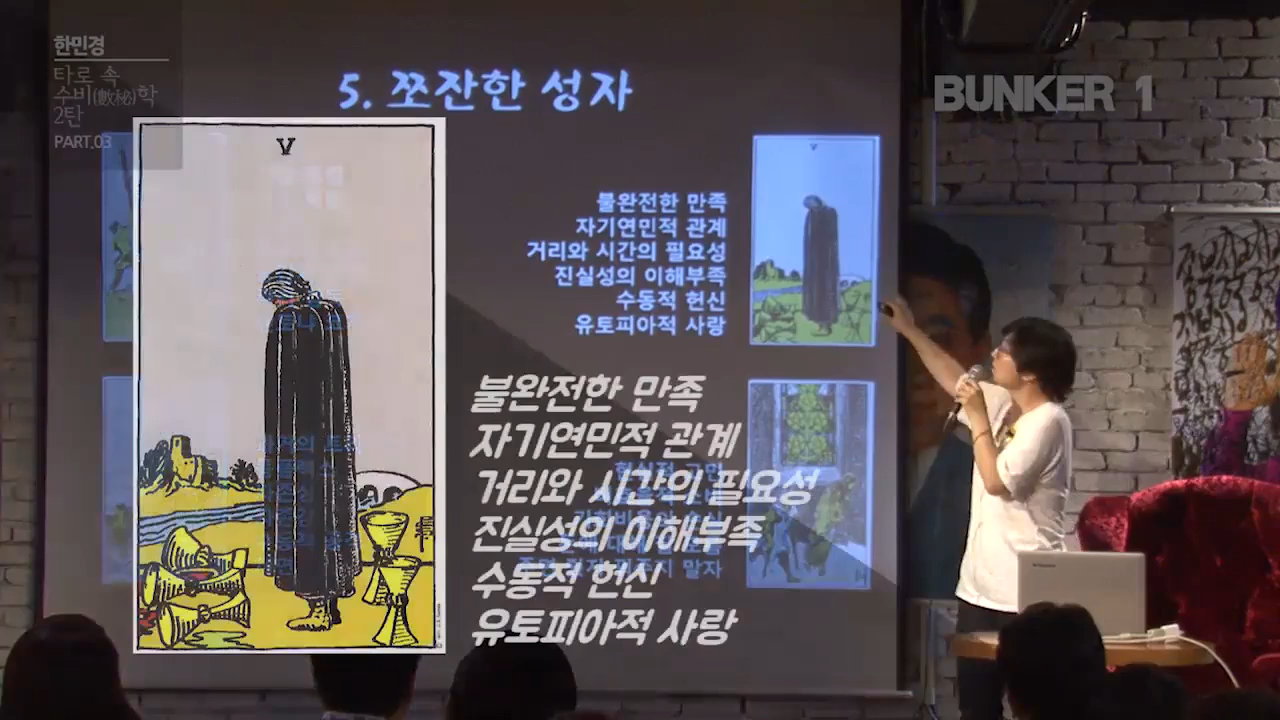 한민경
타로 속
수비(數秘)학
2탄
PART.03
BUNKER 1
5. 쪼잔한 성자
V
V
불완전한 만족
자기연민적 관계
거리와 시간의 필요성
진실성의 이해부족
수동적 헌신
유토피아적 사랑
불완전한 만족
자기연민적 관계
거리와 시간의 필요성
진실성의 이해부족
수동적 헌신
유토피아적 사랑
말자